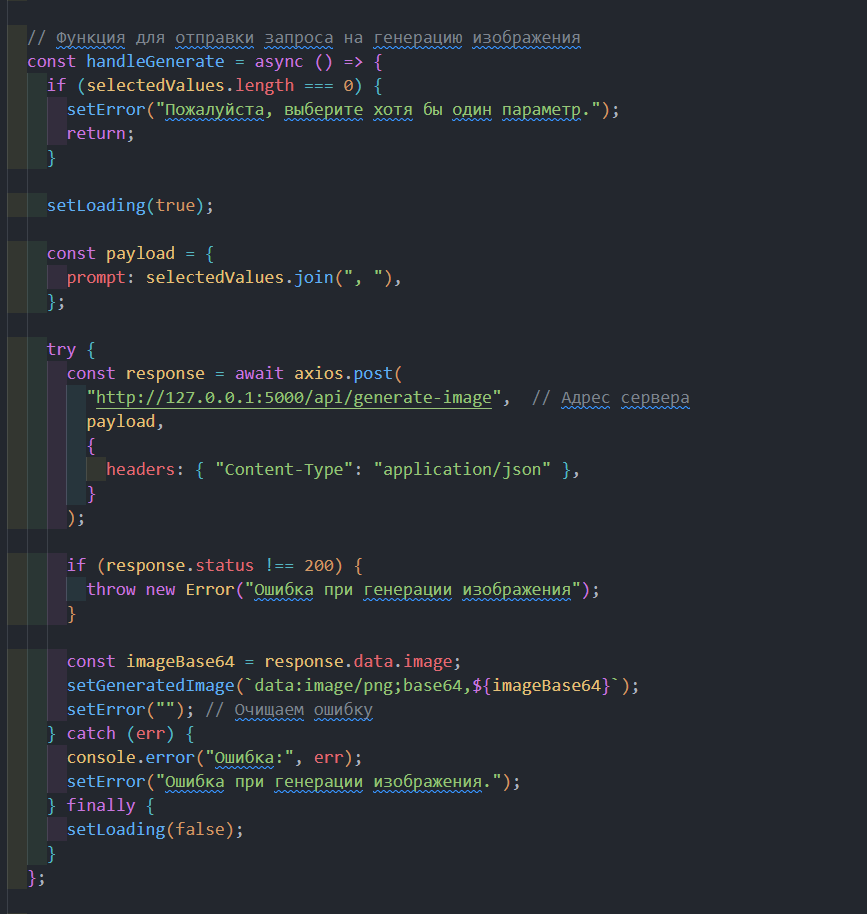 // Функция для отправки запроса на генерацию изображения
const handleGenerate = async () => {
if (selectedValues.length === 0) {
setError("Пожалуйста, выберите хотя бы один параметр.");
return;
}
setLoading(true);
const payload = {
prompt: selectedValues.join(", "),
};
try {
const response = await axios.post(
"http://127.0.0.1:5000/api/generate-image", // Адрес сервера
payload,
{
headers: { "Content-Type": "application/json" },
}
);
if (response.status !== 200) {
throw new Error("Ошибка при генерации изображения");
}
const imageBase64 = response.data.image;
setGeneratedImage(`data:image/png;base64,${imageBase64}`);
setError(""); // Очищаем ошибку
} catch (err) {
console.error("Ошибка:", err);
setError("Ошибка при генерации изображения.");
} finally {
setLoading(false);
}
};